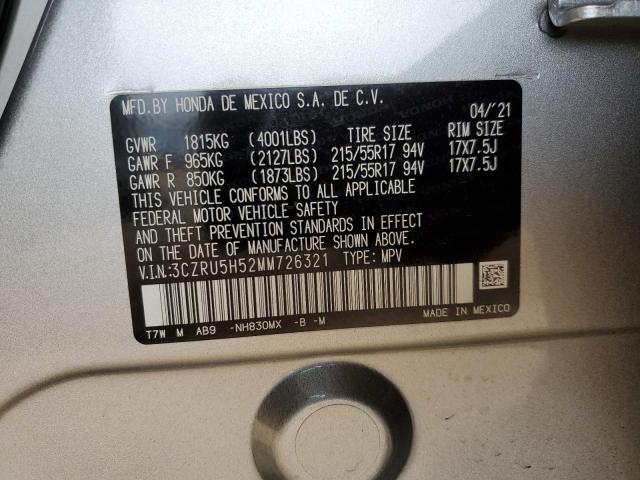 MFD.BY HONDA DE MEXICO S.A. DE C.V. 04/'21
GVWR 1815KG (4001LBS) TIRE SIZE RIM SIZE
GAWR F 965KG (2127LBS) 215/55R17 94V 17X7.5J
GAWR R 850KG (1873LBS) 215/55R17 94V 17X7.5J
THIS VEHICLE CONFORMS TO ALL APPLICABLE
FEDERAL MOTOR VEHICLE SAFETY
AND THEFT PREVENTION STANDARDS IN EFFECT
ON THE DATE OF MANUFACTURE SHOWN ABOVE.
V.I.N:3CZRU5H52MM726321 TYPE: MPV
T7W M AB9 -NH830MX -B -M MADE IN MEXICO